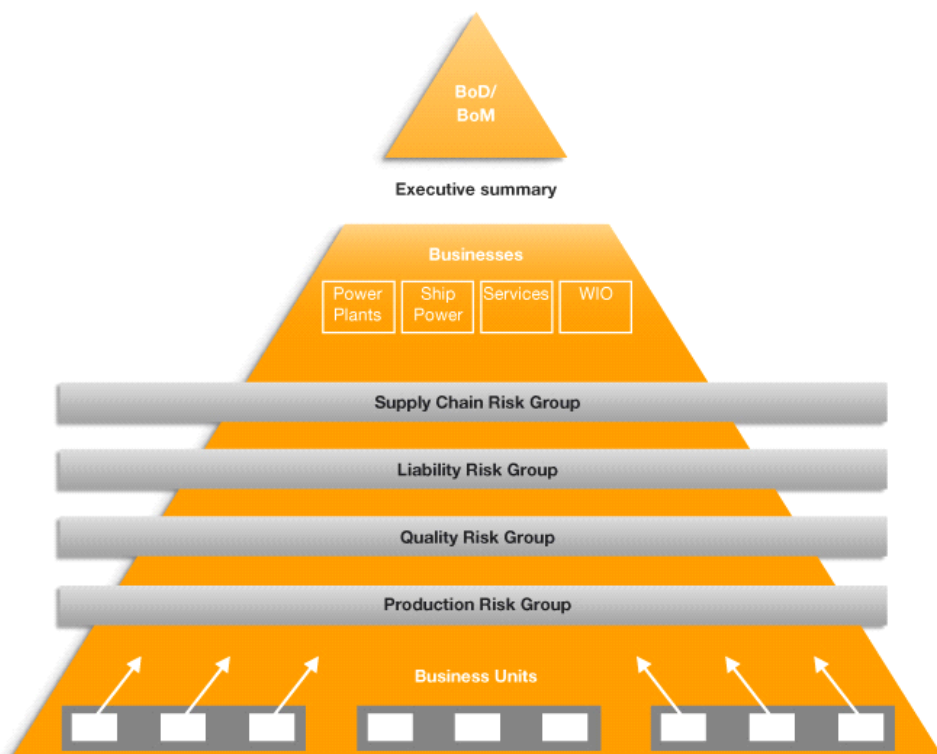 BoD/
BoM
Executive summary
Businesses
Power
Plants
Ship
Power
Services
WIO
Supply Chain Risk Group
Liability Risk Group
Quality Risk Group
Production Risk Group
Business Units